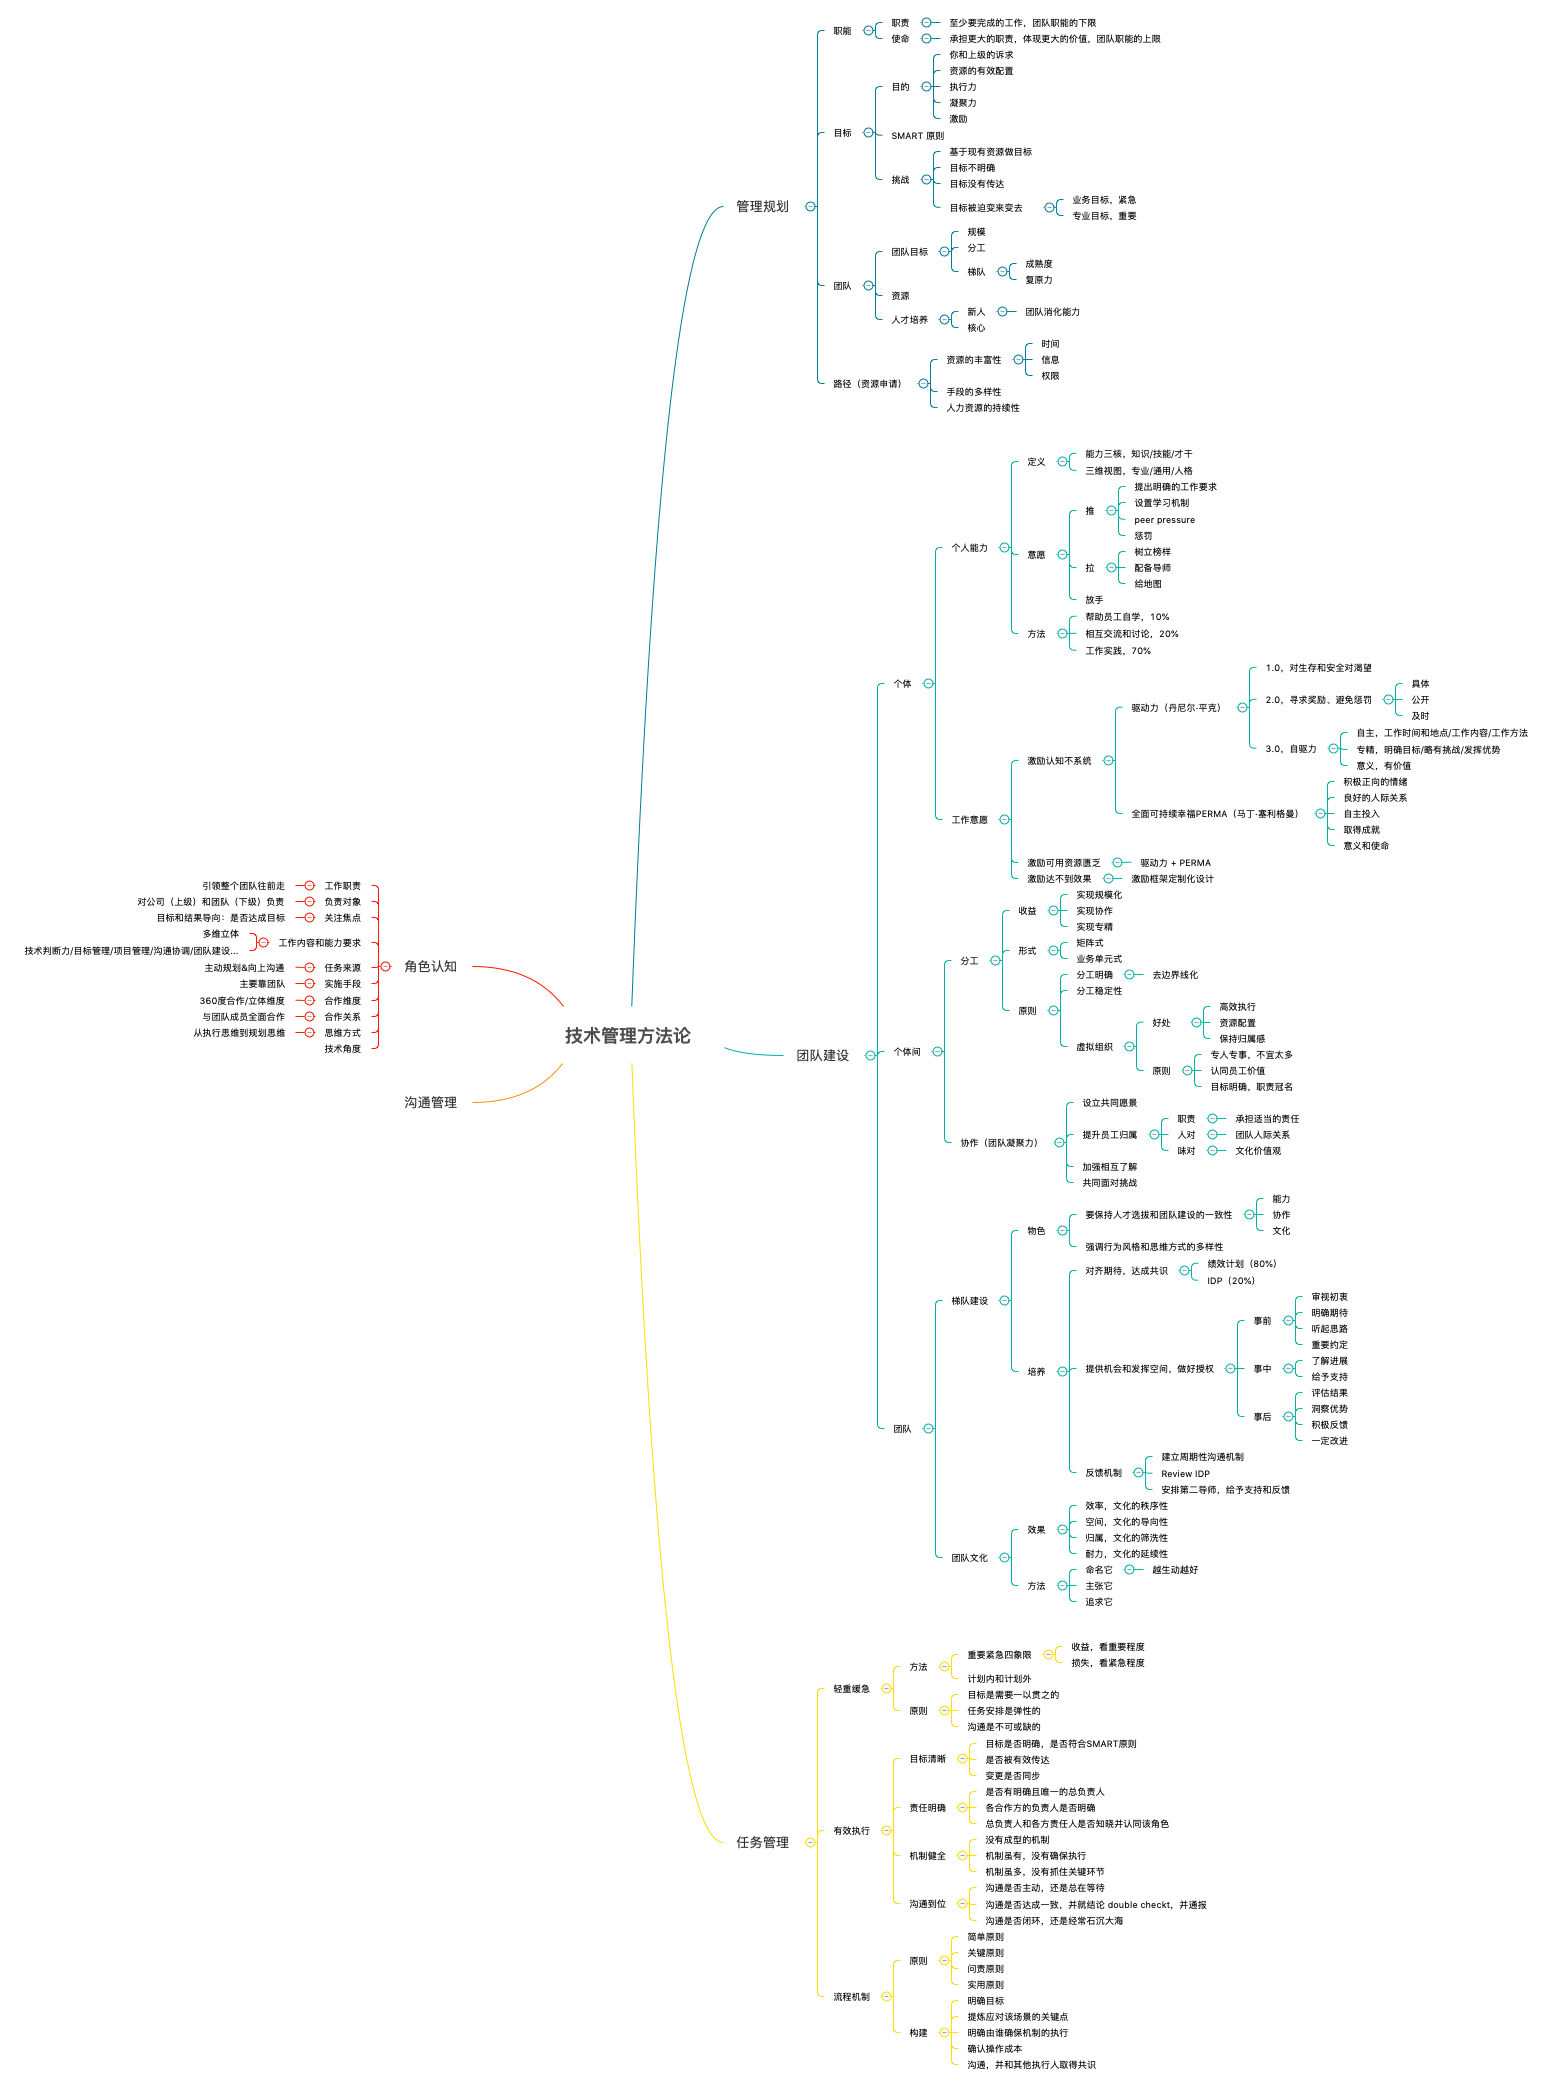 技术管理方法论
管理规划
职能
职责
至少要完成的工作，团队职能的下限
使命
承担更大的职责，体现更大的价值，团队职能的上限
目标
目的
你和上级的诉求
资源的有效配置
执行力
凝聚力
激励
SMART 原则
挑战
基于现有资源做目标
目标不明确
目标没有传达
目标被迫变来变去
业务目标，紧急
专业目标，重要
团队
团队目标
规模
分工
梯队
成熟度
复原力
资源
人才培养
新人
团队消化能力
核心
路径（资源申请）
资源的丰富性
时间
信息
权限
手段的多样性
人力资源的持续性
团队建设
个体
个人能力
定义
能力三核，知识/技能/才干
三维视图，专业/通用/人格
意愿
推
提出明确的工作要求
设置学习机制
peer pressure
惩罚
拉
树立榜样
配备导师
给地图
放手
方法
帮助员工自学，10%
相互交流和讨论，20%
工作实践，70%
工作意愿
激励认知不系统
驱动力（丹尼尔·平克）
1.0，对生存和安全对渴望
2.0，寻求奖励、避免惩罚
具体
公开
及时
3.0，自驱力
自主，工作时间和地点/工作内容/工作方法
专精，明确目标/略有挑战/发挥优势
意义，有价值
全面可持续幸福PERMA（马丁·塞利格曼）
积极正向的情绪
良好的人际关系
自主投入
取得成就
意义和使命
激励可用资源匮乏
驱动力 + PERMA
激励达不到效果
激励框架定制化设计
个体间
分工
收益
实现规模化
实现协作
实现专精
形式
矩阵式
业务单元式
原则
分工明确
去边界线化
分工稳定性
虚拟组织
好处
高效执行
资源配置
保持归属感
原则
专人专事，不宜太多
认同员工价值
目标明确，职责冠名
协作（团队凝聚力）
设立共同愿景
提升员工归属
职责
承担适当的责任
人对
团队人际关系
味对
文化价值观
加强相互了解
共同面对挑战
团队
梯队建设
物色
要保持人才选拔和团队建设的一致性
能力
协作
文化
强调行为风格和思维方式的多样性
培养
对齐期待，达成共识
绩效计划（80%）
IDP（20%）
提供机会和发挥空间，做好授权
事前
审视初衷
明确期待
听起思路
重要约定
事中
了解进展
给予支持
事后
评估结果
洞察优势
积极反馈
一定改进
反馈机制
建立周期性沟通机制
Review IDP
安排第二导师，给予支持和反馈
团队文化
效果
效率，文化的秩序性
空间，文化的导向性
归属，文化的筛洗性
耐力，文化的延续性
方法
命名它
越生动越好
主张它
追求它
任务管理
轻重缓急
方法
重要紧急四象限
收益，看重要程度
损失，看紧急程度
计划内和计划外
原则
目标是需要一以贯之的
任务安排是弹性的
沟通是不可或缺的
有效执行
目标清晰
目标是否明确，是否符合SMART原则
是否被有效传达
变更是否同步
责任明确
是否有明确且唯一的总负责人
各合作方的负责人是否明确
总负责人和各方责任人是否知晓并认同该角色
机制健全
没有成型的机制
机制虽有，没有确保执行
机制虽多，没有抓住关键环节
沟通到位
沟通是否主动，还是总在等待
沟通是否达成一致，并就结论 double checkt，并通报
沟通是否闭环，还是经常石沉大海
流程机制
原则
简单原则
关键原则
问责原则
实用原则
构建
明确目标
提炼应对该场景的关键点
明确由谁确保机制的执行
确认操作成本
沟通，并和其他执行人取得共识
角色认知
工作职责
引领整个团队往前走
负责对象
对公司（上级）和团队（下级）负责
关注焦点
目标和结果导向：是否达成目标
工作内容和能力要求
多维立体
技术判断力/目标管理/项目管理/沟通协调/团队建设...
任务来源
主动规划&向上沟通
实施手段
主要靠团队
合作维度
360度合作/立体维度
合作关系
与团队成员全面合作
思维方式
从执行思维到规划思维
技术角度
沟通管理